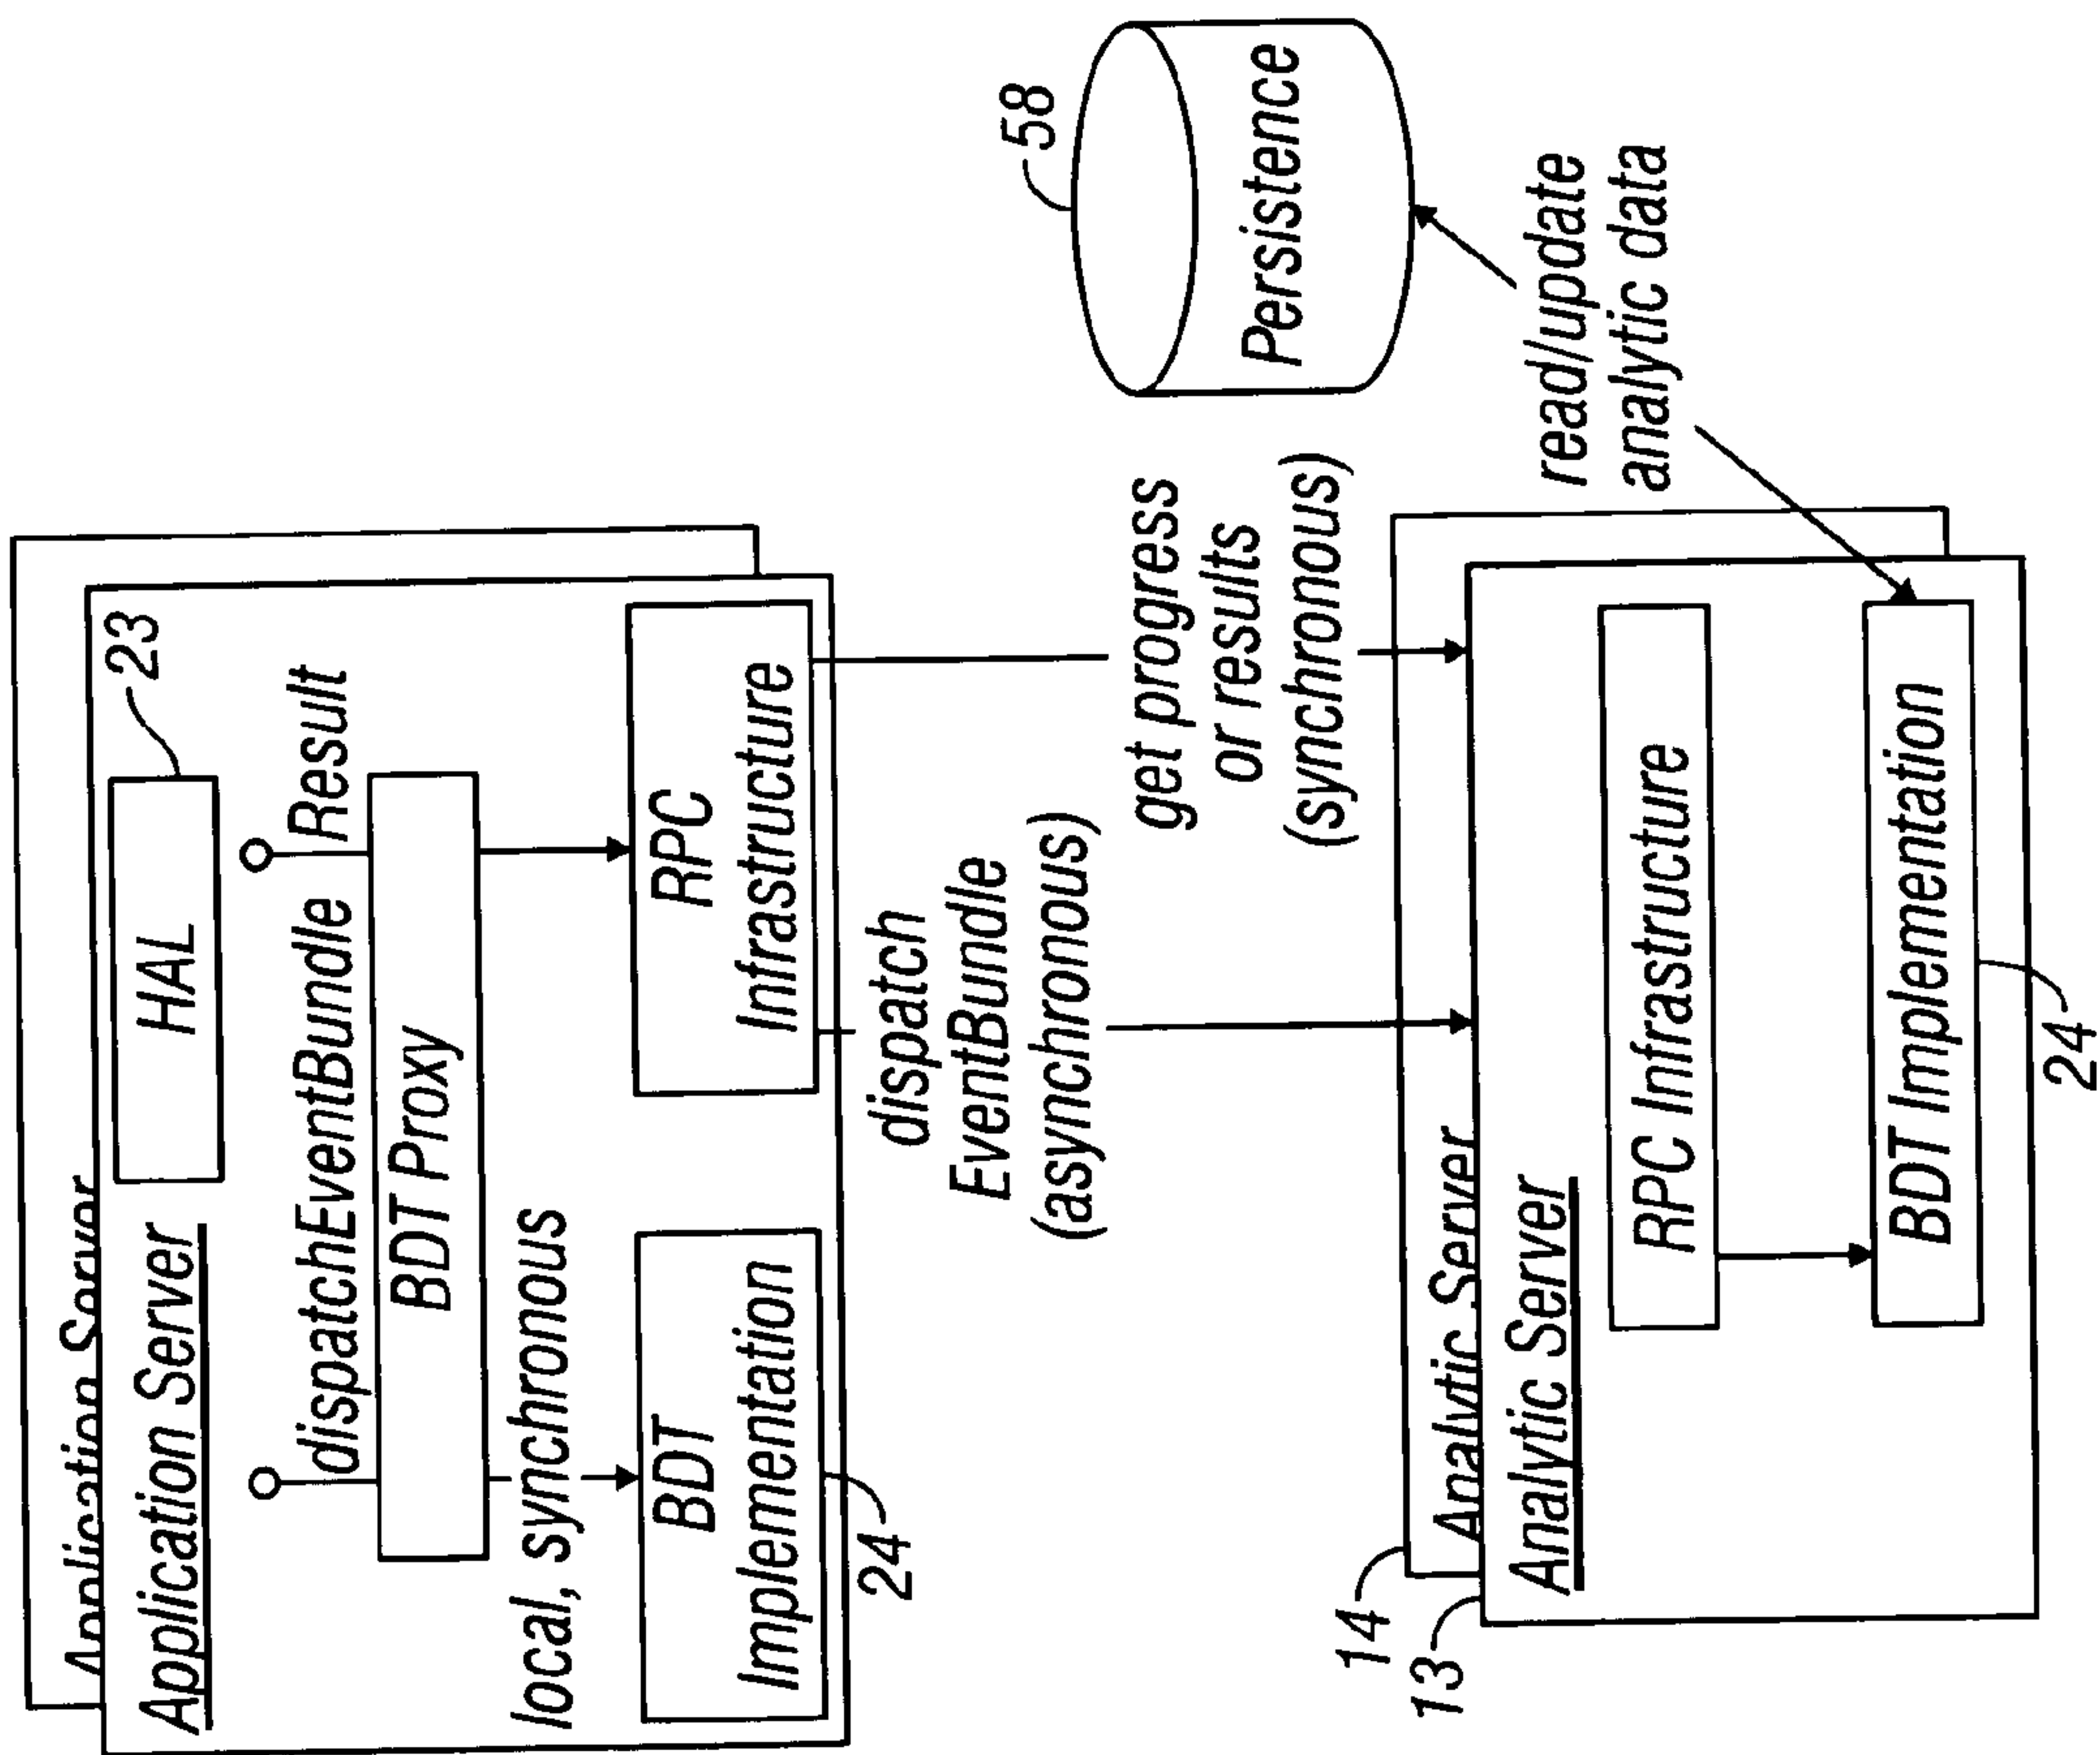 Application Server
Application Server
HAL
23
dispatchEventBundle
Result
BDT Proxy
local, synchronous
BDT
Implementation
24
RPC
Infrastructure
dispatch
EventBundle
(asynchronous)
get progress
or results
(synchronous)
58
Persistence
read/update
analytic data
14
13
Analytic Server
Analytic Server
RPC Infrastructure
BDT Implementation
24